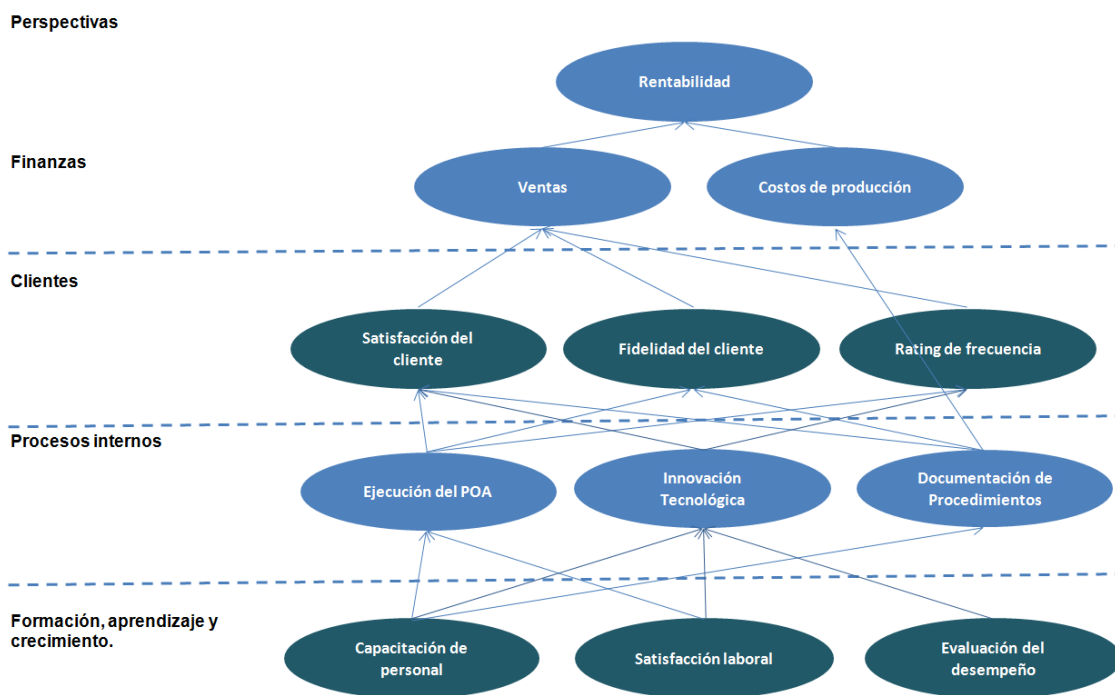 Perspectivas
Rentabilidad
Finanzas
Ventas
Costos de producción
Clientes
Satisfacción del
cliente
Fidelidad del cliente
Rating de frecuencia
Procesos internos
Ejecución del POA
Innovación
Tecnológica
Documentación de
Procedimientos
Formación, aprendizaje y
crecimiento.
Capacitación de
personal
Satisfacción laboral
Evaluación del
desempeño